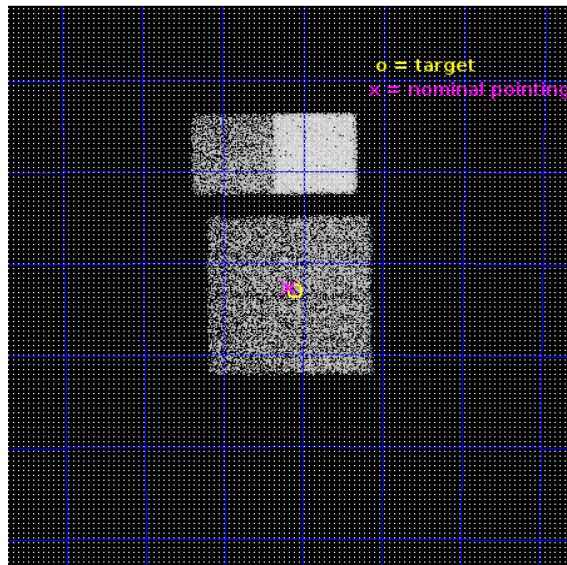 o = target
x = nominal pointing